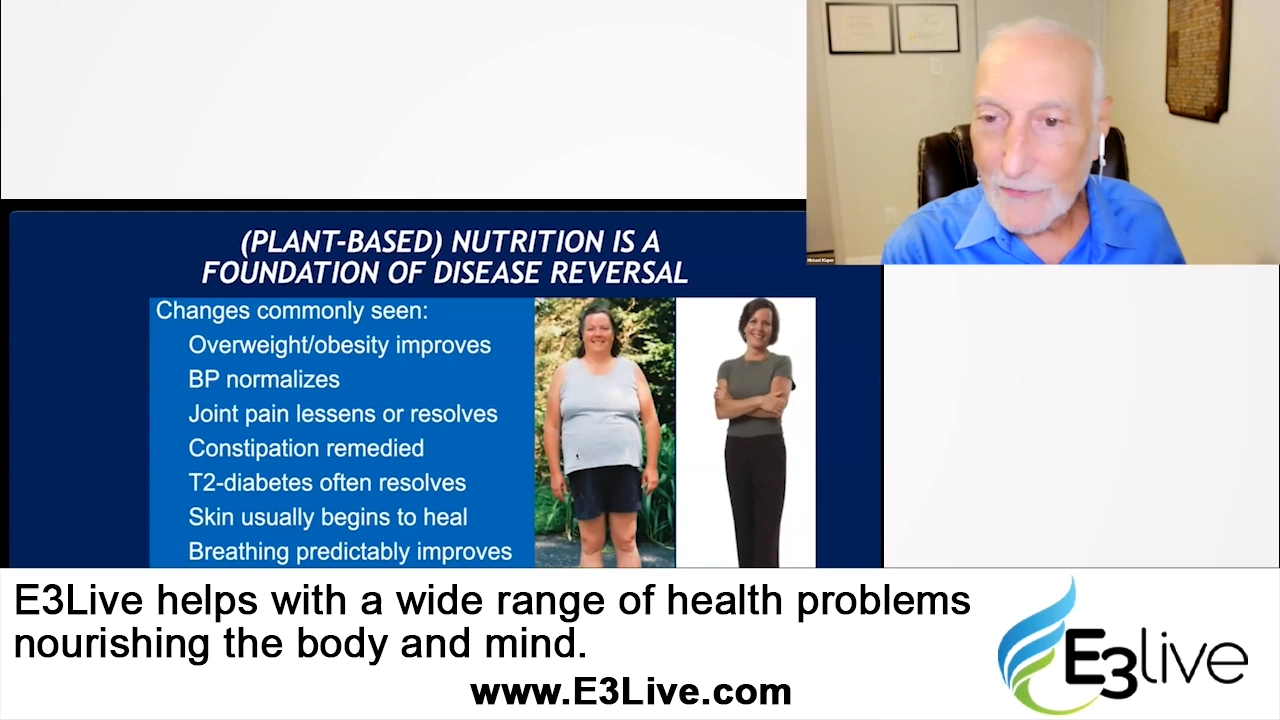 Michael Klaper
(PLANT-BASED) NUTRITION IS A
FOUNDATION OF DISEASE REVERSAL
Changes commonly seen:
Overweight/obesity improves
BP normalizes
Joint pain lessens or resolves
Constipation remedied
T2-diabetes often resolves
Skin usually begins to heal
Breathing predictably improves
E3Live helps with a wide range of health problems
nourishing the body and mind.
www.E3Live.com
E3live